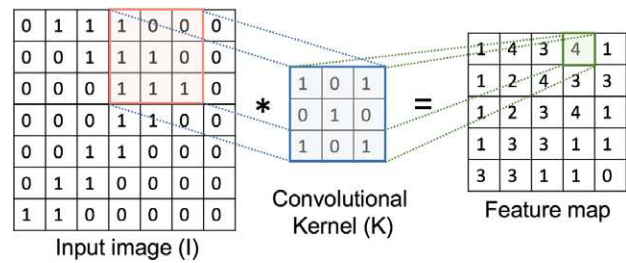 0 1 1 1 0 0 0
0 0 1 1 1 0 0
0 0 0 1 1 1 0
0 0 0 1 1 0 0
0 0 1 1 0 0 0
0 1 1 0 0 0 0
1 1 0 0 0 0 0
Input image (I)
*
1 0 1
0 1 0
1 0 1
Convolutional
Kernel (K)
=
1 4 3 4 1
1 2 4 3 3
1 2 3 4 1
1 3 3 1 1
3 3 1 1 0
Feature map